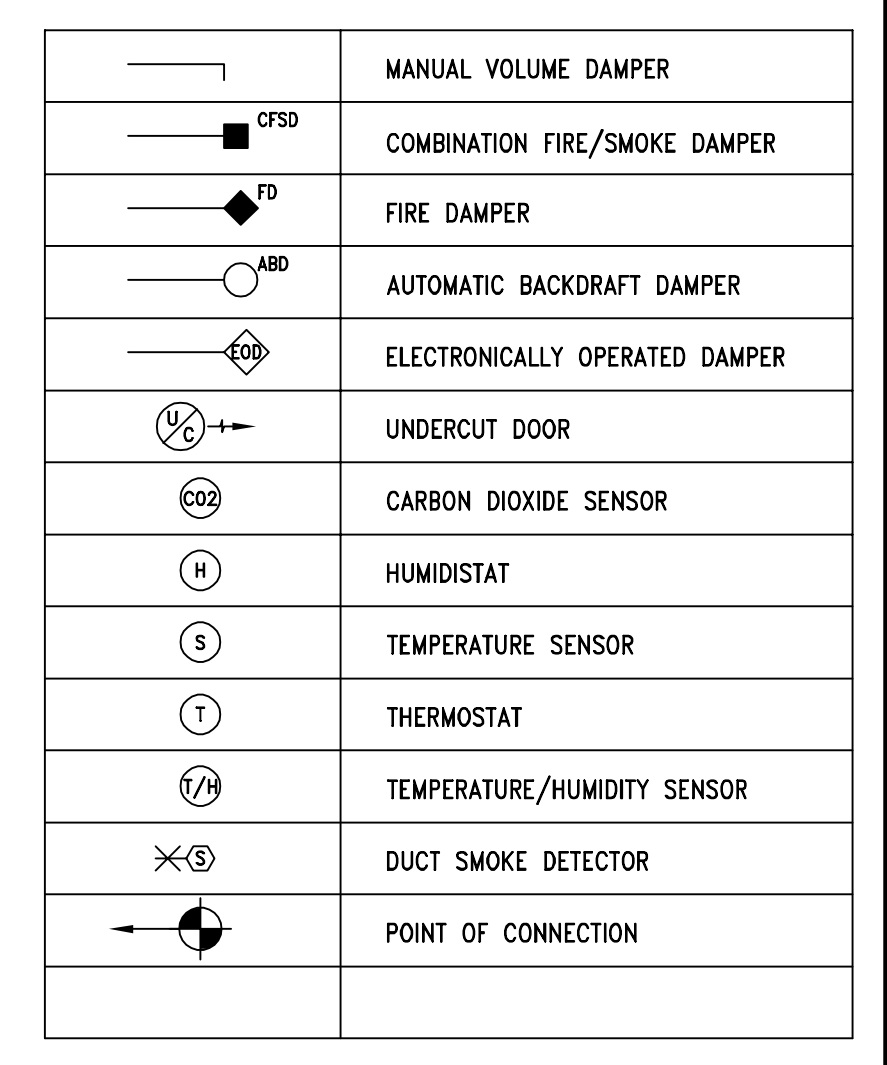 MANUAL VOLUME DAMPER
CFSD
COMBINATION FIRE/SMOKE DAMPER
FD
FIRE DAMPER
ABD
AUTOMATIC BACKDRAFT DAMPER
EOD
ELECTRONICALLY OPERATED DAMPER
U/C
UNDERCUT DOOR
CO2
CARBON DIOXIDE SENSOR
H
HUMIDISTAT
S
TEMPERATURE SENSOR
T
THERMOSTAT
T/H
TEMPERATURE/HUMIDITY SENSOR
S
DUCT SMOKE DETECTOR
POINT OF CONNECTION